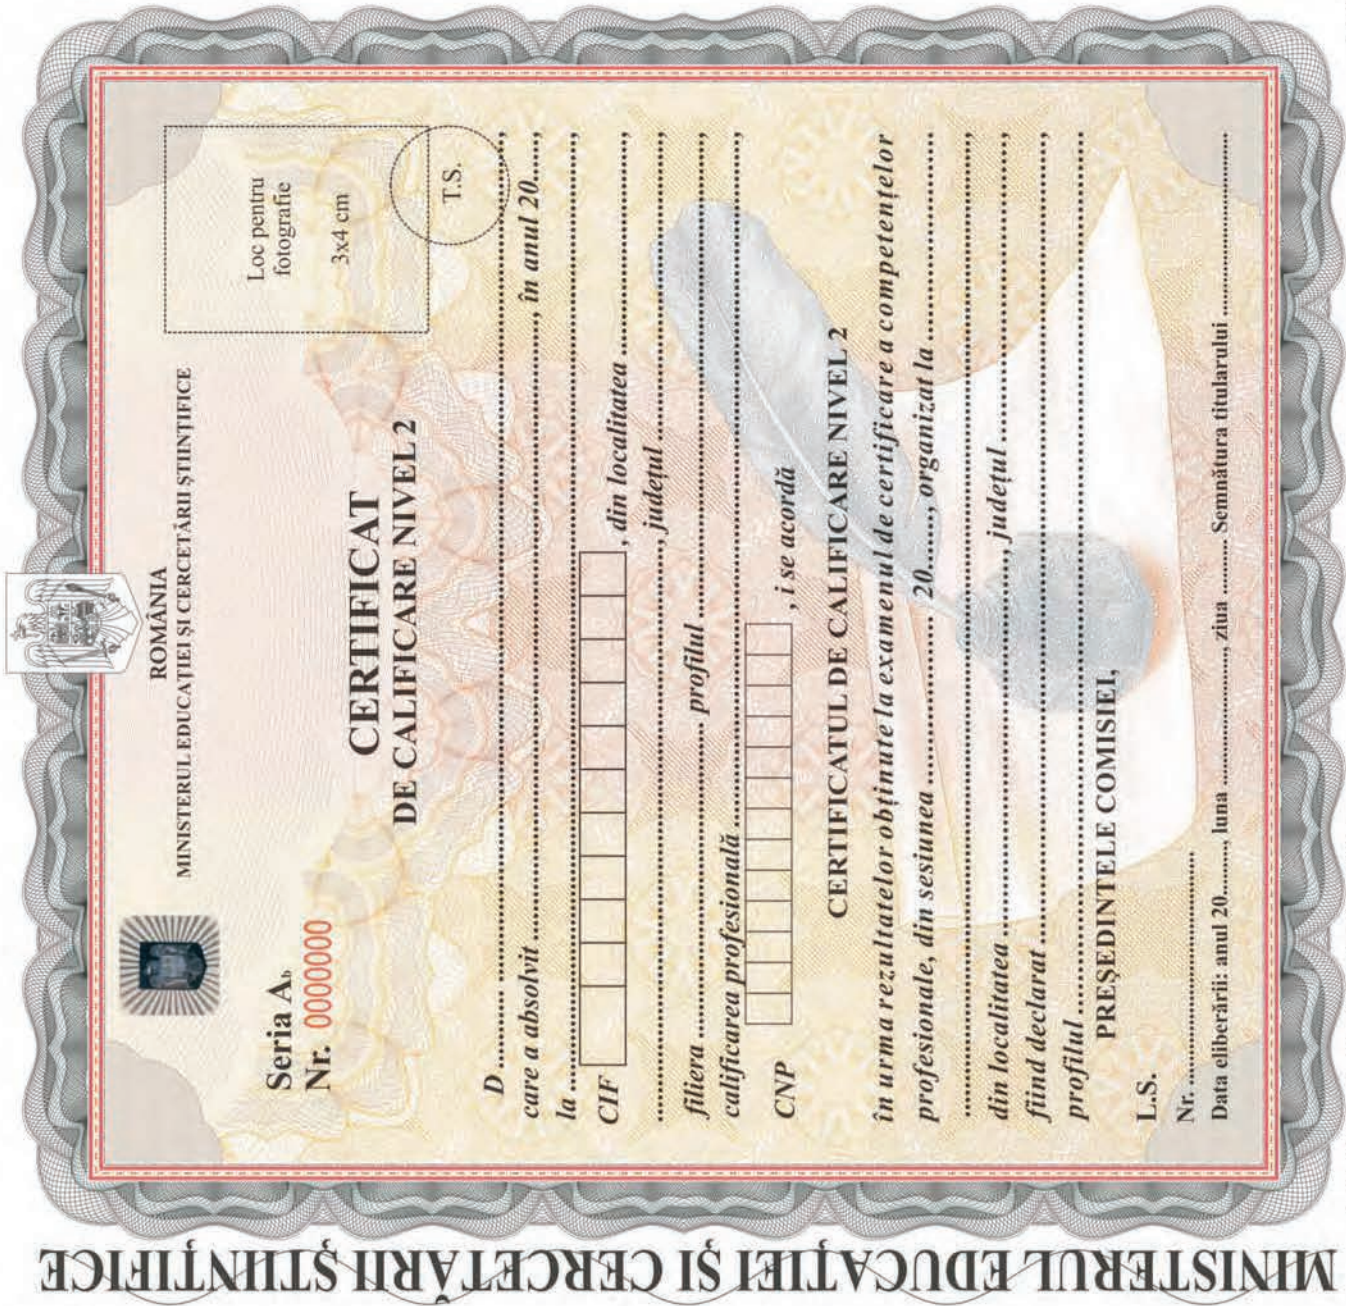 ROMÂNIA
MINISTERUL EDUCAȚIEI ȘI CERCETĂRII ȘTIINȚIFICE
Loc pentru
fotografie
3x4 cm
T.S.
Seria A
Nr. 0000000
CERTIFICAT
DE CALIFICARE NIVEL 2
D.......................................................,
care a absolvit ......................................................., în anul 20......,
la.......................................................,
CIF , din localitatea .......................,
......................................................., județul .......................,
filiera ....................... profilul .......................,
calificarea profesională .......................,
CNP , i se acordă
CERTIFICATUL DE CALIFICARE NIVEL 2
în urma rezultatelor obținute la examenul de certificare a competențelor
profesionale, din sesiunea ....................... 20......, organizat la .......................
.......................................................,
din localitatea ......................................................., județul .......................,
fiind declarat .......................................................,
profilul .......................................................
PREȘEDINTELE COMISIEI,
L.S.
Nr. .......................
Data eliberării: anul 20......., luna ......................., ziua ....... Semnătura titularului .......................
MINISTERUL EDUCAȚIEI ȘI CERCETĂRII ȘTIINȚIFICE